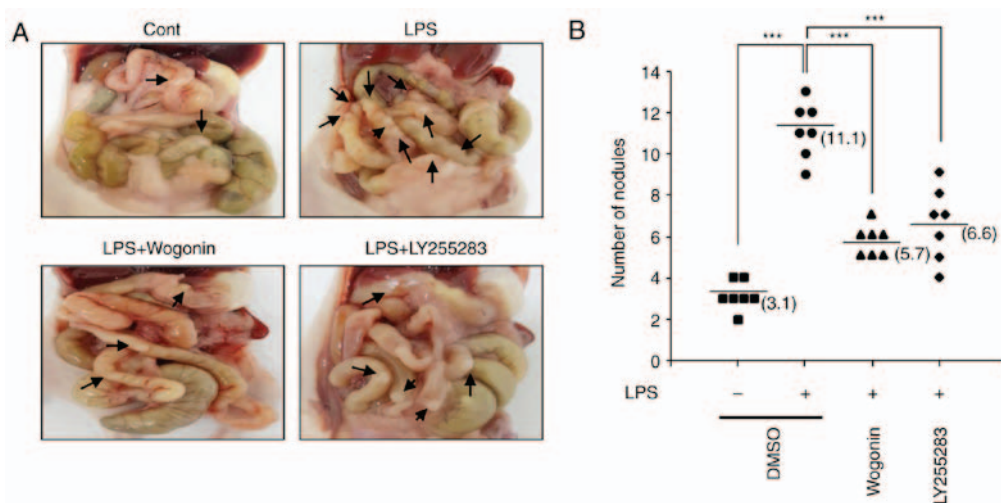 A
Cont
LPS
LPS+Wogonin
LPS+LY255283
B
***
*** ***
Number of nodules
14
12
10
8
6
4
2
0
(3.1)
(11.1)
(5.7)
(6.6)
LPS − + + +
DMSO
Wogonin
LY255283